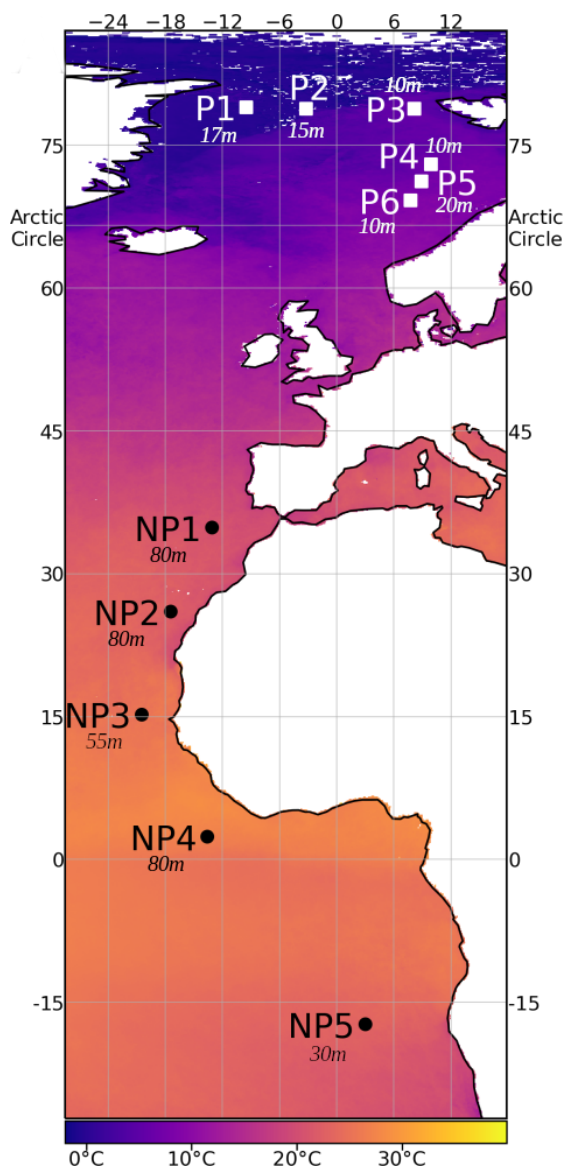 -24 -18 -12 -6 0 6 12
P2 10m
P1 P3
17m 15m
75 P4 10m 75
P5
P6 20m
10m
Arctic Circle Arctic Circle
60 60
45 45
NP1
80m
30 30
NP2
80m
NP3
15 15
55m
NP4
80m
0 0
-15 -15
NP5
30m
0°C 10°C 20°C 30°C